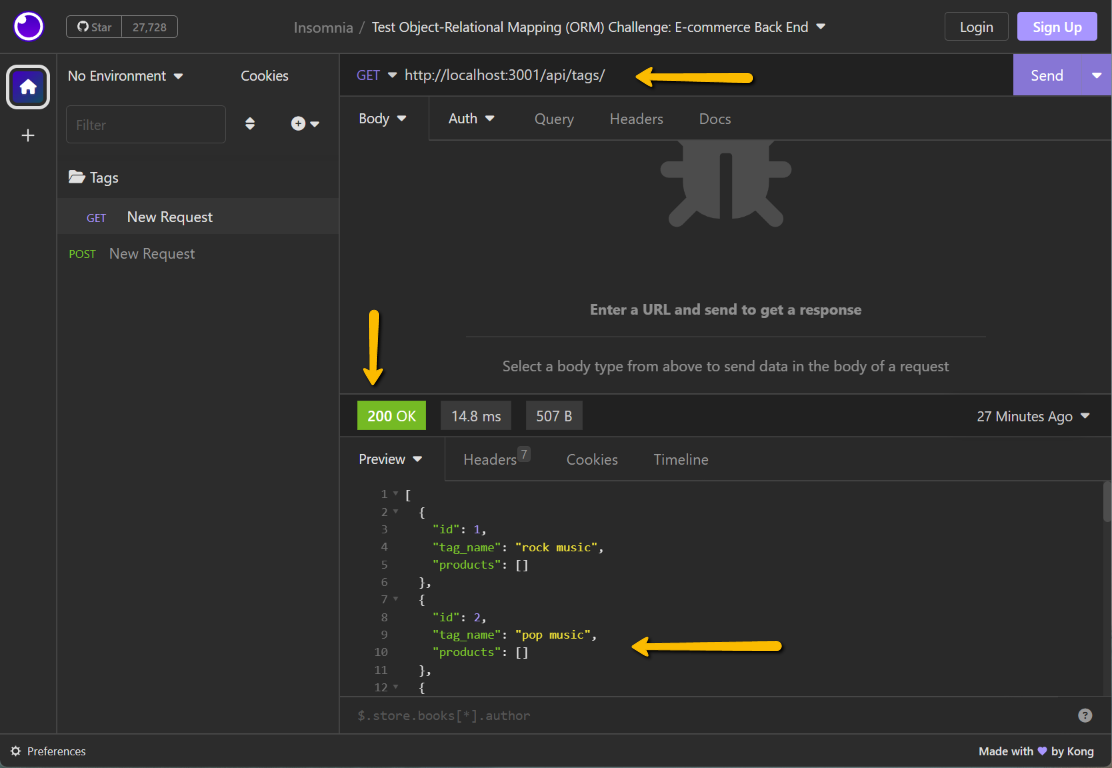 Star 27,728
Insomnia / Test Object-Relational Mapping (ORM) Challenge: E-commerce Back End
Login
Sign Up
No Environment
Cookies
Filter
Tags
GET New Request
POST New Request
GET http://localhost:3001/api/tags/
Send
Body
Auth
Query
Headers
Docs
Enter a URL and send to get a response
Select a body type from above to send data in the body of a request
200 OK
14.8 ms
507 B
27 Minutes Ago
Preview
Headers 7
Cookies
Timeline
1 [
2 {
3 "id": 1,
4 "tag_name": "rock music",
5 "products": []
6 },
7 {
8 "id": 2,
9 "tag_name": "pop music",
10 "products": []
11 },
12 {
$.store.books[*].author
?
Preferences
Made with 💜 by Kong